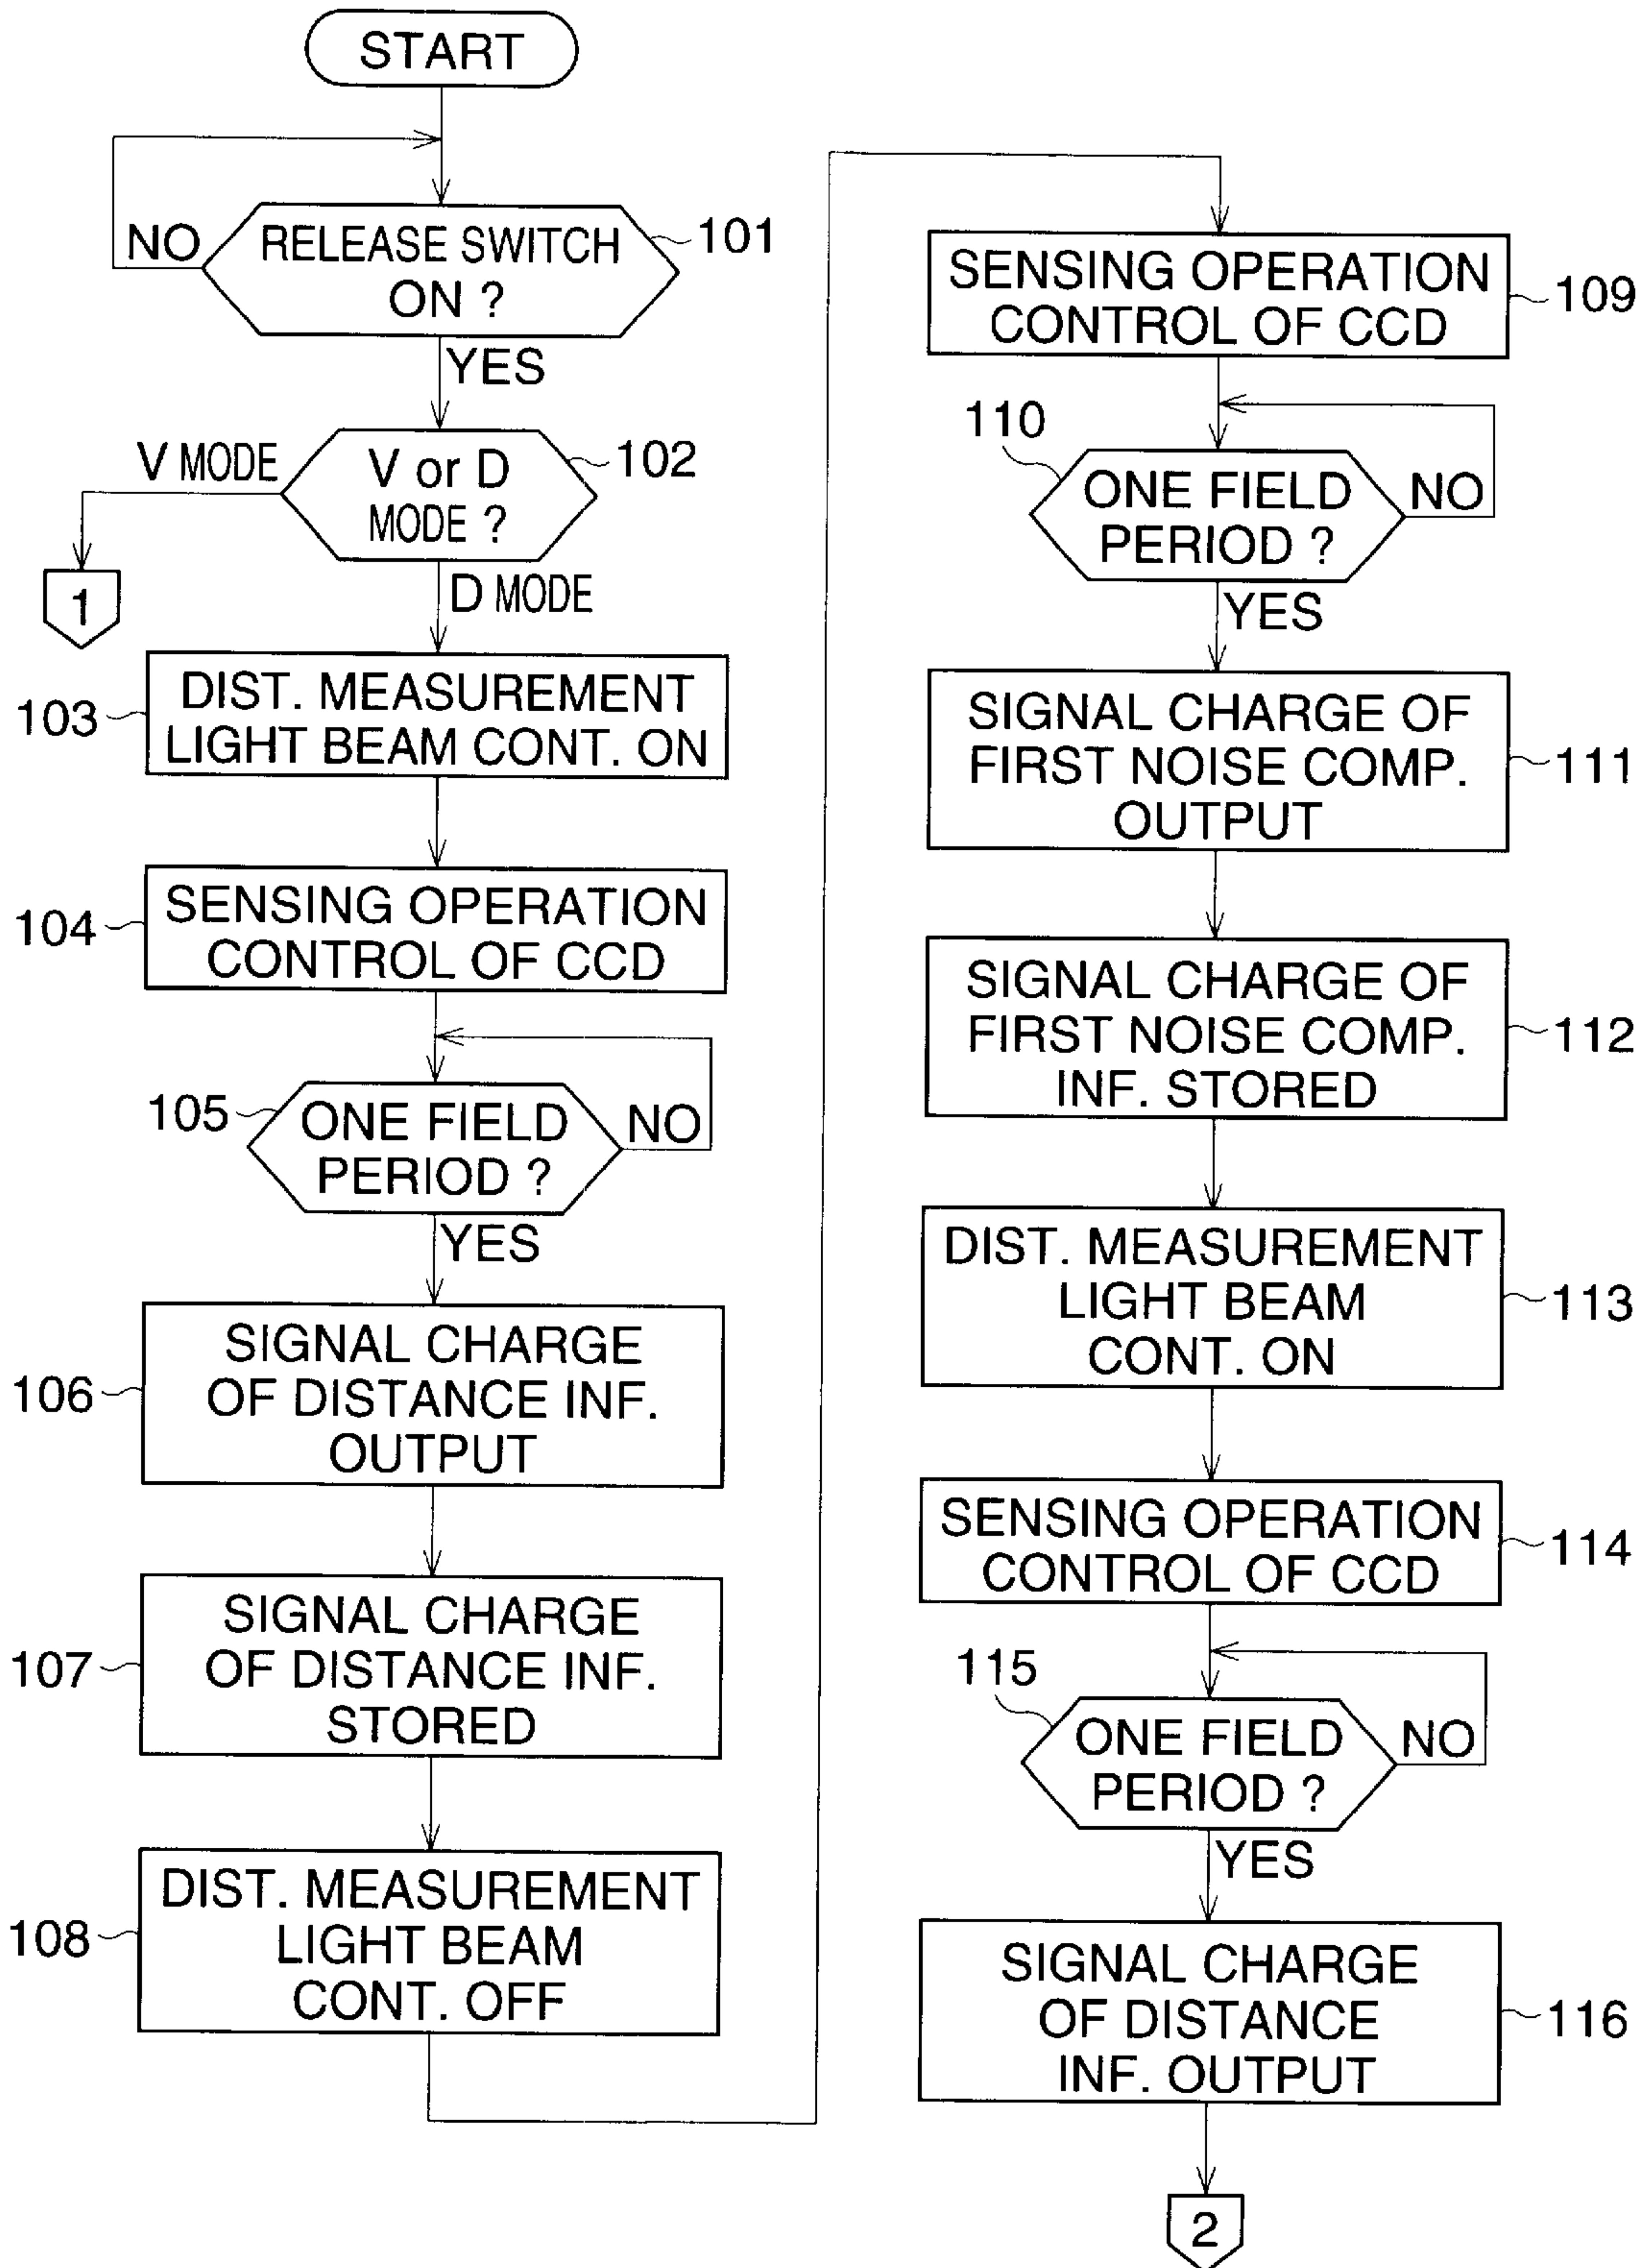 START
NO
RELEASE SWITCH
ON ?
101
YES
V MODE
V or D
MODE ?
102
1
D MODE
103
DIST. MEASUREMENT
LIGHT BEAM CONT. ON
104
SENSING OPERATION
CONTROL OF CCD
105
ONE FIELD
PERIOD ?
NO
YES
106
SIGNAL CHARGE
OF DISTANCE INF.
OUTPUT
107
SIGNAL CHARGE
OF DISTANCE INF.
STORED
108
DIST. MEASUREMENT
LIGHT BEAM
CONT. OFF
SENSING OPERATION
CONTROL OF CCD
109
110
ONE FIELD
PERIOD ?
NO
YES
SIGNAL CHARGE OF
FIRST NOISE COMP.
OUTPUT
111
SIGNAL CHARGE OF
FIRST NOISE COMP.
INF. STORED
112
DIST. MEASUREMENT
LIGHT BEAM
CONT. ON
113
SENSING OPERATION
CONTROL OF CCD
114
115
ONE FIELD
PERIOD ?
NO
YES
SIGNAL CHARGE
OF DISTANCE
INF. OUTPUT
116
2